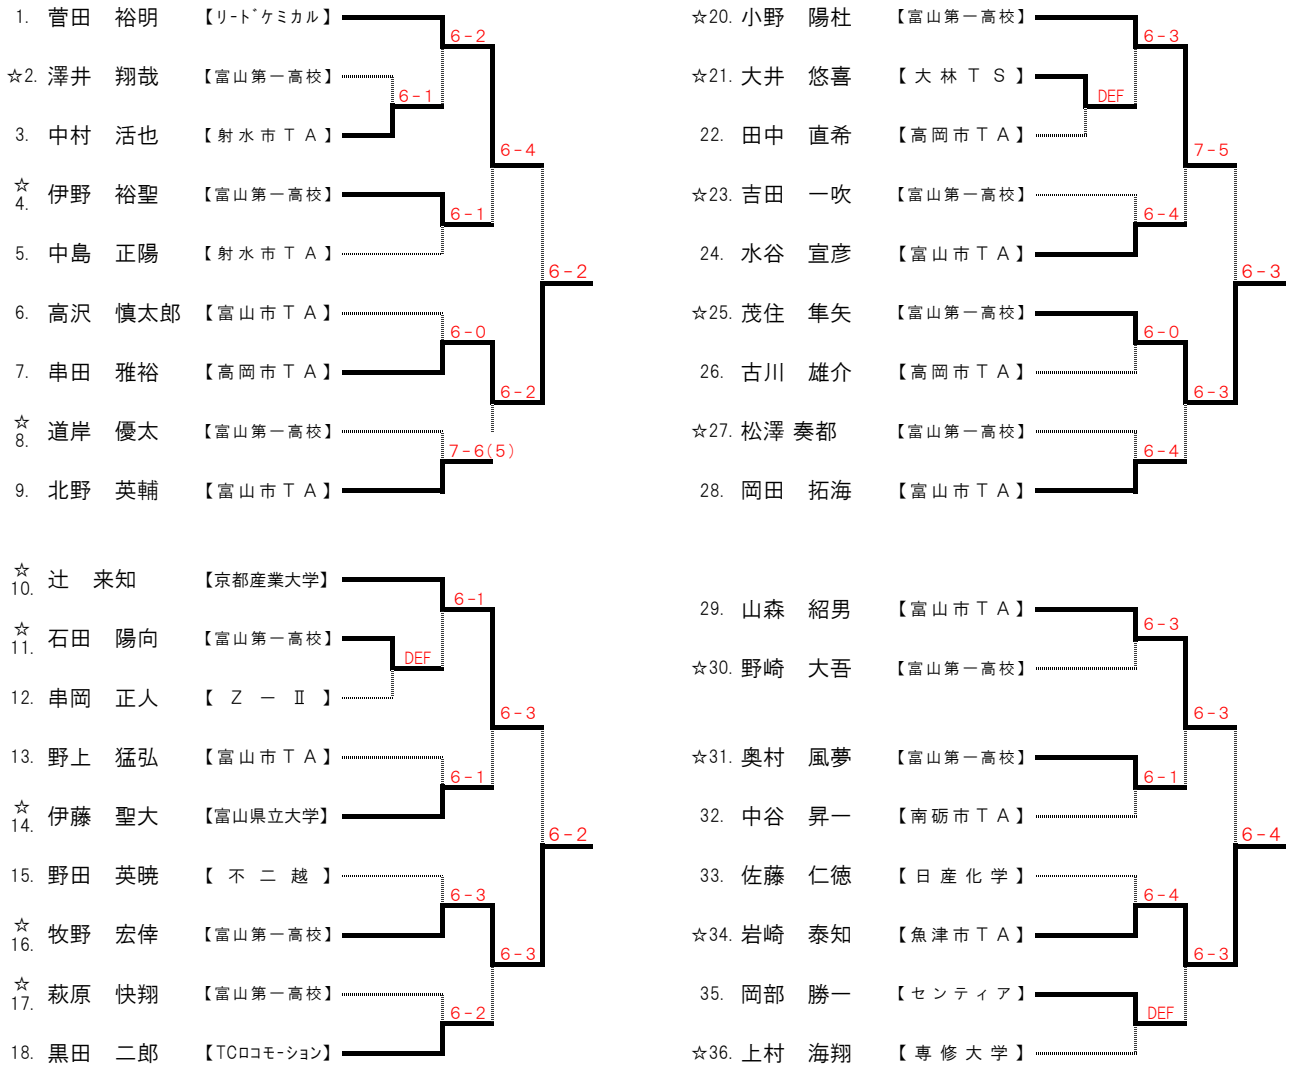 1. 菅田 裕明 【リードケミカル】
6-2
☆2. 澤井 翔哉 【富山第一高校】
6-1
3. 中村 活也 【射水市TA】
6-4
☆4. 伊野 裕聖 【富山第一高校】
6-1
5. 中島 正陽 【射水市TA】
6-2
6. 高沢 慎太郎 【富山市TA】
6-0
7. 串田 雅裕 【高岡市TA】
6-2
☆8. 道岸 優太 【富山第一高校】
7-6(5)
9. 北野 英輔 【富山市TA】
☆10. 辻 来知 【京都産業大学】
6-1
☆11. 石田 陽向 【富山第一高校】
DEF
12. 串岡 正人 【Z-Ⅱ】
6-3
13. 野上 猛弘 【富山市TA】
6-1
☆14. 伊藤 聖大 【富山県立大学】
6-2
15. 野田 英暁 【不二越】
6-3
☆16. 牧野 宏倖 【富山第一高校】
6-3
☆17. 萩原 快翔 【富山第一高校】
6-2
18. 黒田 二郎 【TCロコモーション】
☆20. 小野 陽杜 【富山第一高校】
6-3
☆21. 大井 悠喜 【大林TS】
DEF
22. 田中 直希 【高岡市TA】
7-5
☆23. 吉田 一吹 【富山第一高校】
6-4
24. 水谷 宣彦 【富山市TA】
6-3
☆25. 茂住 隼矢 【富山第一高校】
6-0
26. 古川 雄介 【高岡市TA】
6-3
☆27. 松澤 奏都 【富山第一高校】
6-4
28. 岡田 拓海 【富山市TA】
29. 山森 紹男 【富山市TA】
6-3
☆30. 野崎 大吾 【富山第一高校】
6-3
☆31. 奥村 風夢 【富山第一高校】
6-1
32. 中谷 昇一 【南砺市TA】
6-4
33. 佐藤 仁徳 【日産化学】
6-4
☆34. 岩崎 泰知 【魚津市TA】
6-3
35. 岡部 勝一 【センティア】
DEF
☆36. 上村 海翔 【専修大学】